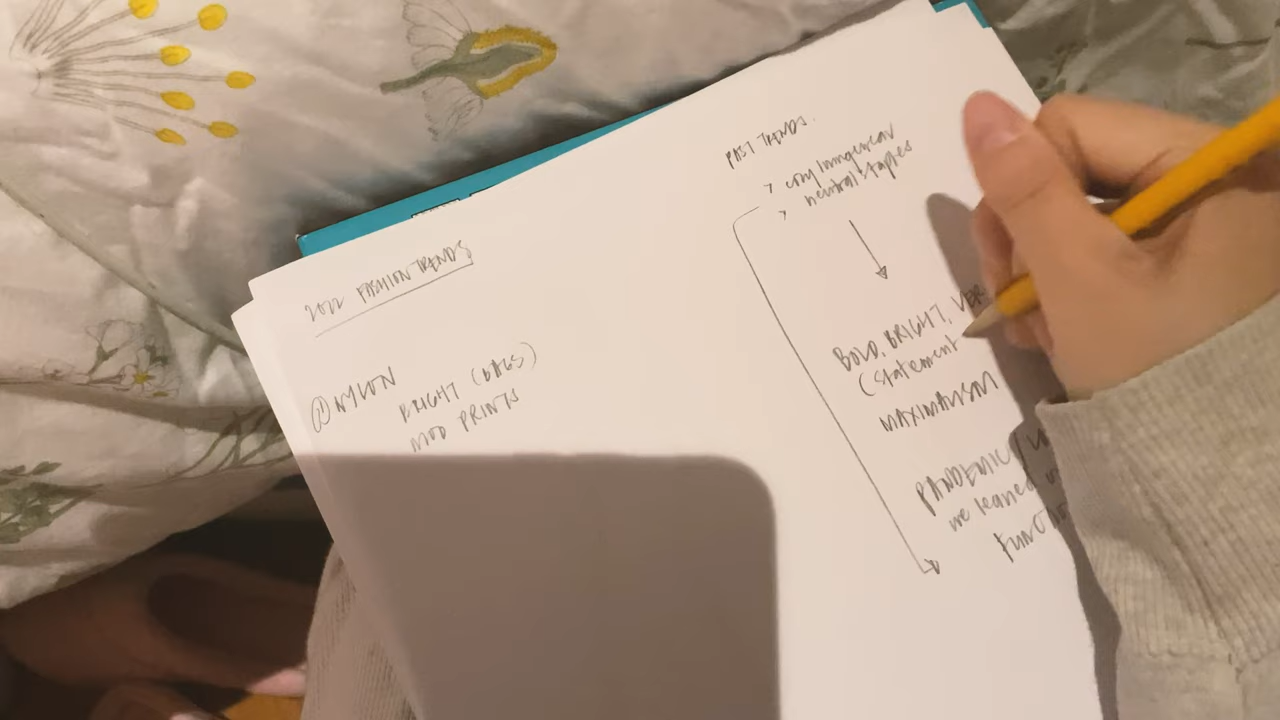 2022 FASHION TRENDS
@NYLON
BRIGHT (BAGS)
MOD PRINTS
PAST TRENDS.
> cozy loungewear
> neutral staples
BOLD, BRIGHT,
(statement
MAXIMALISM
PANDEMIC /
we leaned